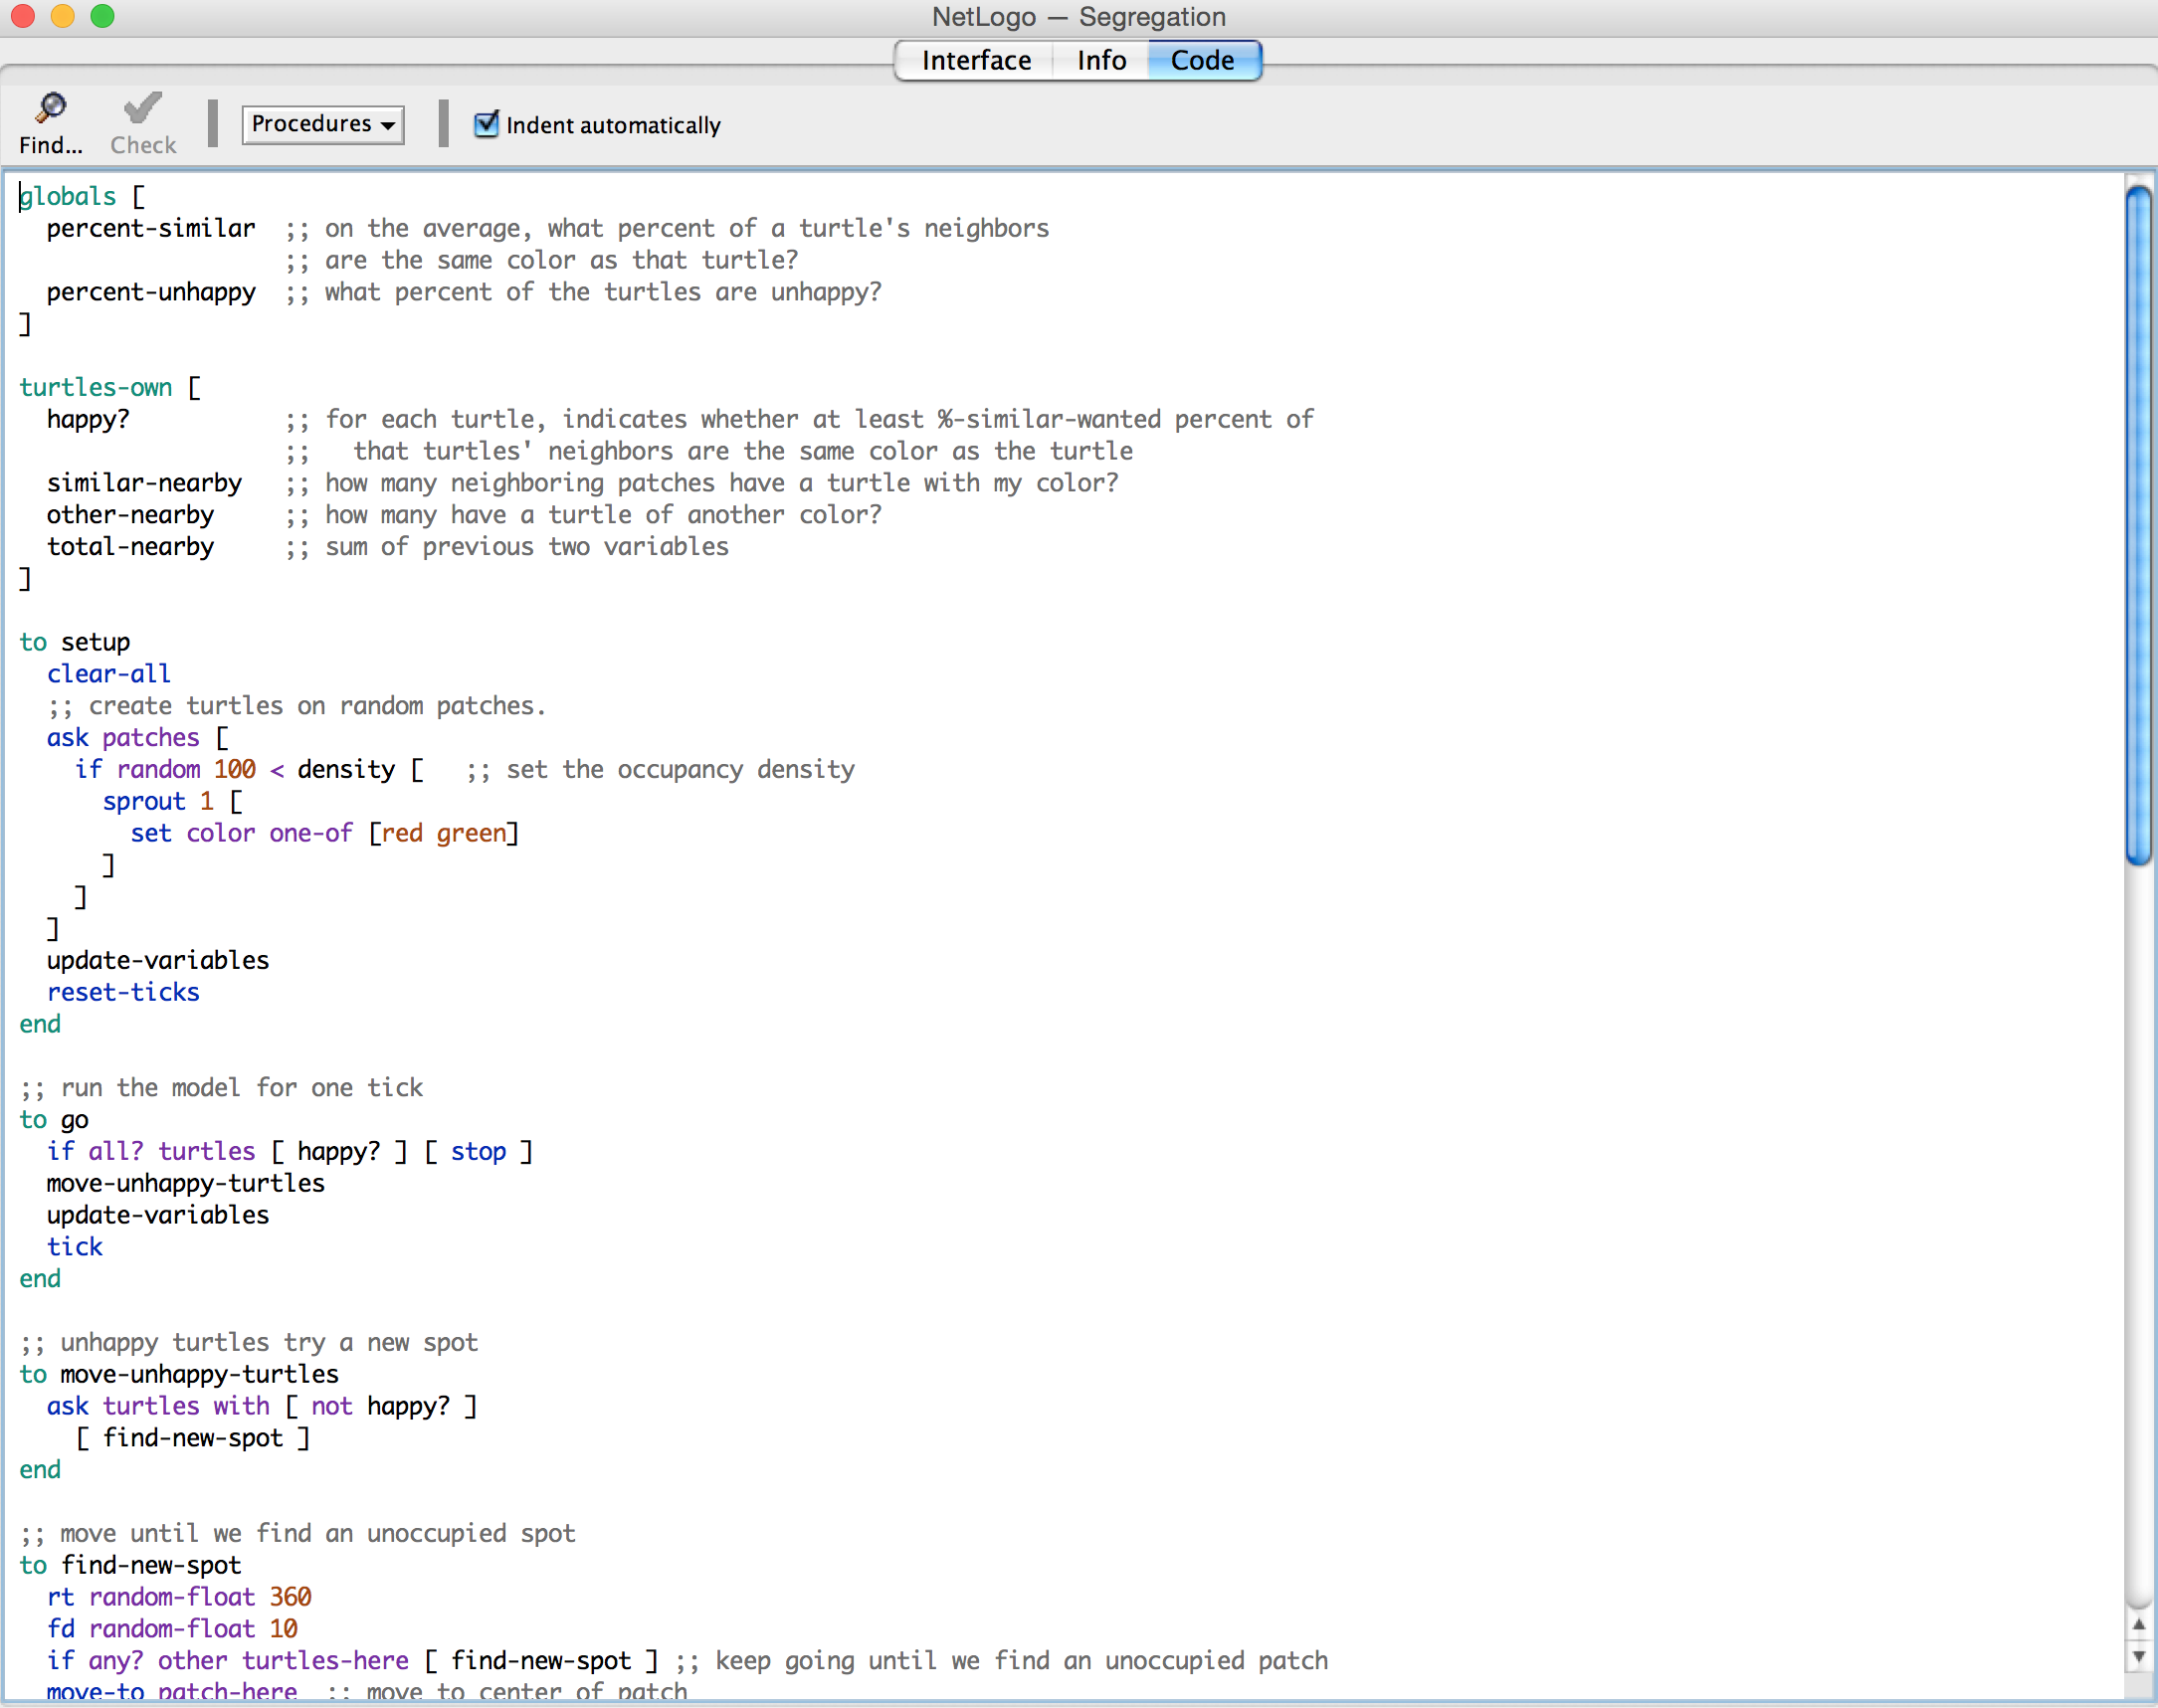 NetLogo — Segregation
Interface Info Code
Find... Check Procedures Indent automatically
globals [
  percent-similar  ;; on the average, what percent of a turtle's neighbors
                   ;; are the same color as that turtle?
  percent-unhappy  ;; what percent of the turtles are unhappy?
]
turtles-own [
  happy?           ;; for each turtle, indicates whether at least %-similar-wanted percent of
                   ;;   that turtles' neighbors are the same color as the turtle
  similar-nearby   ;; how many neighboring patches have a turtle with my color?
  other-nearby     ;; how many have a turtle of another color?
  total-nearby     ;; sum of previous two variables
]
to setup
  clear-all
  ;; create turtles on random patches.
  ask patches [
    if random 100 < density [   ;; set the occupancy density
      sprout 1 [
        set color one-of [red green]
      ]
    ]
  ]
  update-variables
  reset-ticks
end
;; run the model for one tick
to go
  if all? turtles [ happy? ] [ stop ]
  move-unhappy-turtles
  update-variables
  tick
end
;; unhappy turtles try a new spot
to move-unhappy-turtles
  ask turtles with [ not happy? ]
    [ find-new-spot ]
end
;; move until we find an unoccupied spot
to find-new-spot
  rt random-float 360
  fd random-float 10
  if any? other turtles-here [ find-new-spot ] ;; keep going until we find an unoccupied patch
  move-to patch-here  ;; move to center of patch